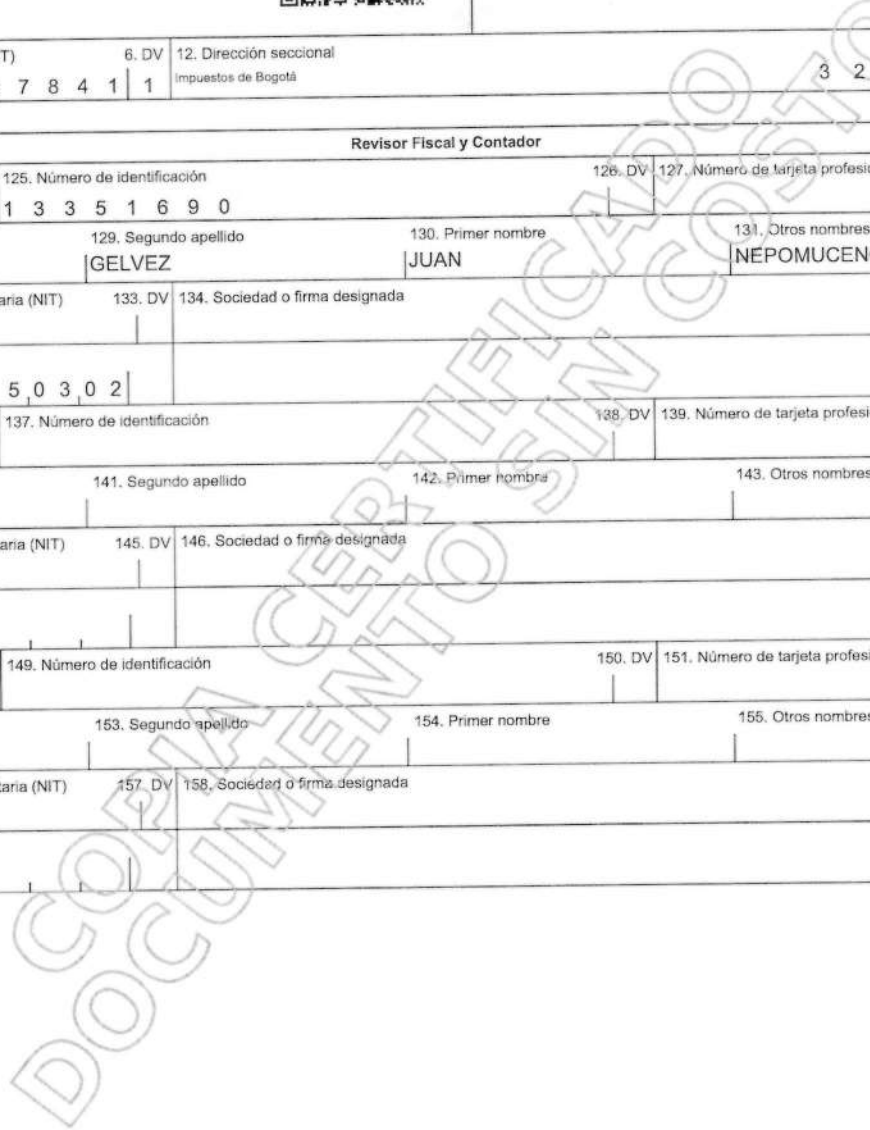 T) 6. DV 12. Dirección seccional
7 8 4 1 1 Impuestos de Bogotá 3 2
Revisor Fiscal y Contador
125. Número de identificación 126. DV 127. Número de tarjeta profesi
1 3 3 5 1 6 9 0
129. Segundo apellido 130. Primer nombre 131. Otros nombres
GELVEZ JUAN NEPOMUCEN
aria (NIT) 133. DV 134. Sociedad o firma designada
5 0 3 0 2
137. Número de identificación 138. DV 139. Número de tarjeta profesi
141. Segundo apellido 142. Primer nombre 143. Otros nombres
aria (NIT) 145. DV 146. Sociedad o firma designada
149. Número de identificación 150. DV 151. Número de tarjeta profesi
153. Segundo apellido 154. Primer nombre 155. Otros nombres
taria (NIT) 157. DV 158. Sociedad o firma designada
COPIA CERTIFICADO
DOCUMENTO SIN COSTO